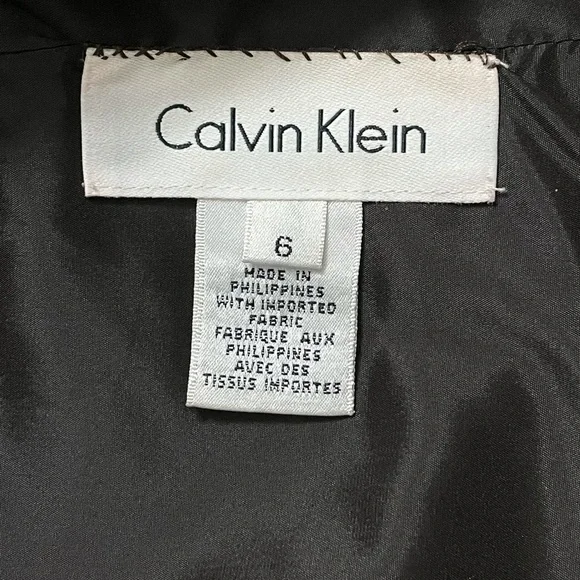 Calvin Klein
6
MADE IN
PHILIPPINES
WITH IMPORTED
FABRIC
FABRIQUE AUX
PHILIPPINES
AVEC DES
TISSUS IMPORTES